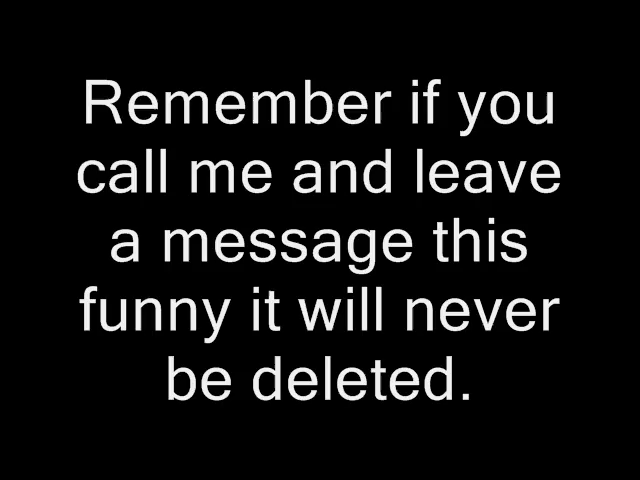 Remember if you
call me and leave
a message this
funny it will never
be deleted.